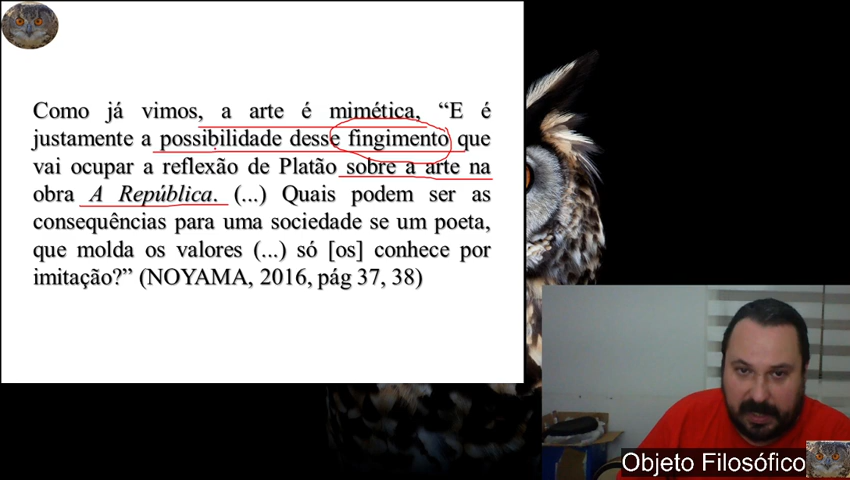 Como já vimos, a arte é mimética, “E é
justamente a possibilidade desse fingimento que
vai ocupar a reflexão de Platão sobre a arte na
obra A República. (...) Quais podem ser as
consequências para uma sociedade se um poeta,
que molda os valores (...) só [os] conhece por
imitação?” (NOYAMA, 2016, pág 37, 38)
Objeto Filosófico